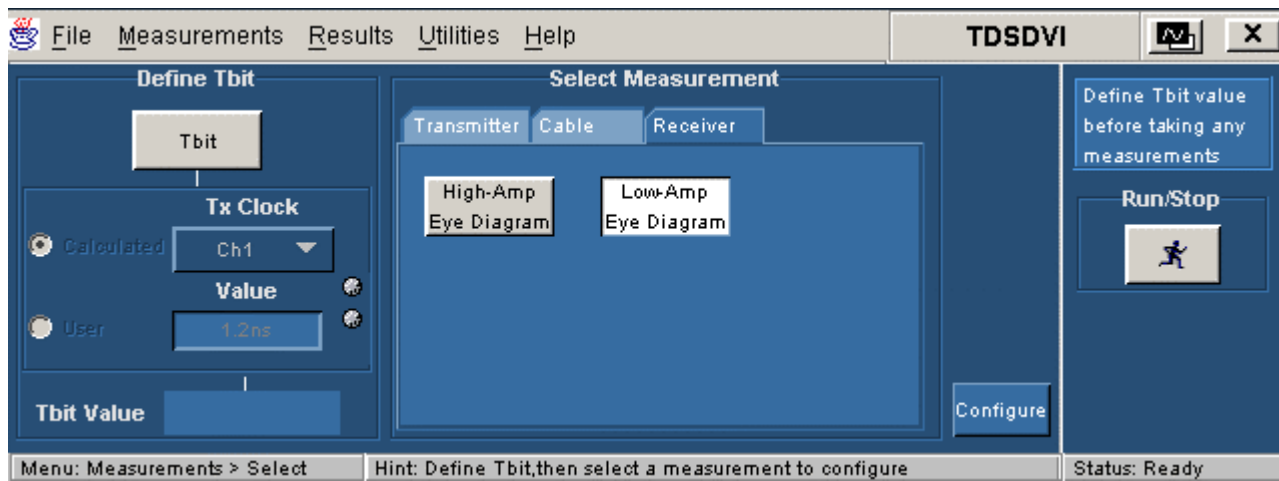 File Measurements Results Utilities Help
TDSDVI
Define Tbit
Tbit
Tx Clock
Calculated
Ch1
Value
User
1.2ns
Tbit Value
Select Measurement
Transmitter Cable Receiver
High-Amp
Eye Diagram
Low-Amp
Eye Diagram
Configure
Define Tbit value
before taking any
measurements
Run/Stop
Menu: Measurements > Select
Hint: Define Tbit,then select a measurement to configure
Status: Ready